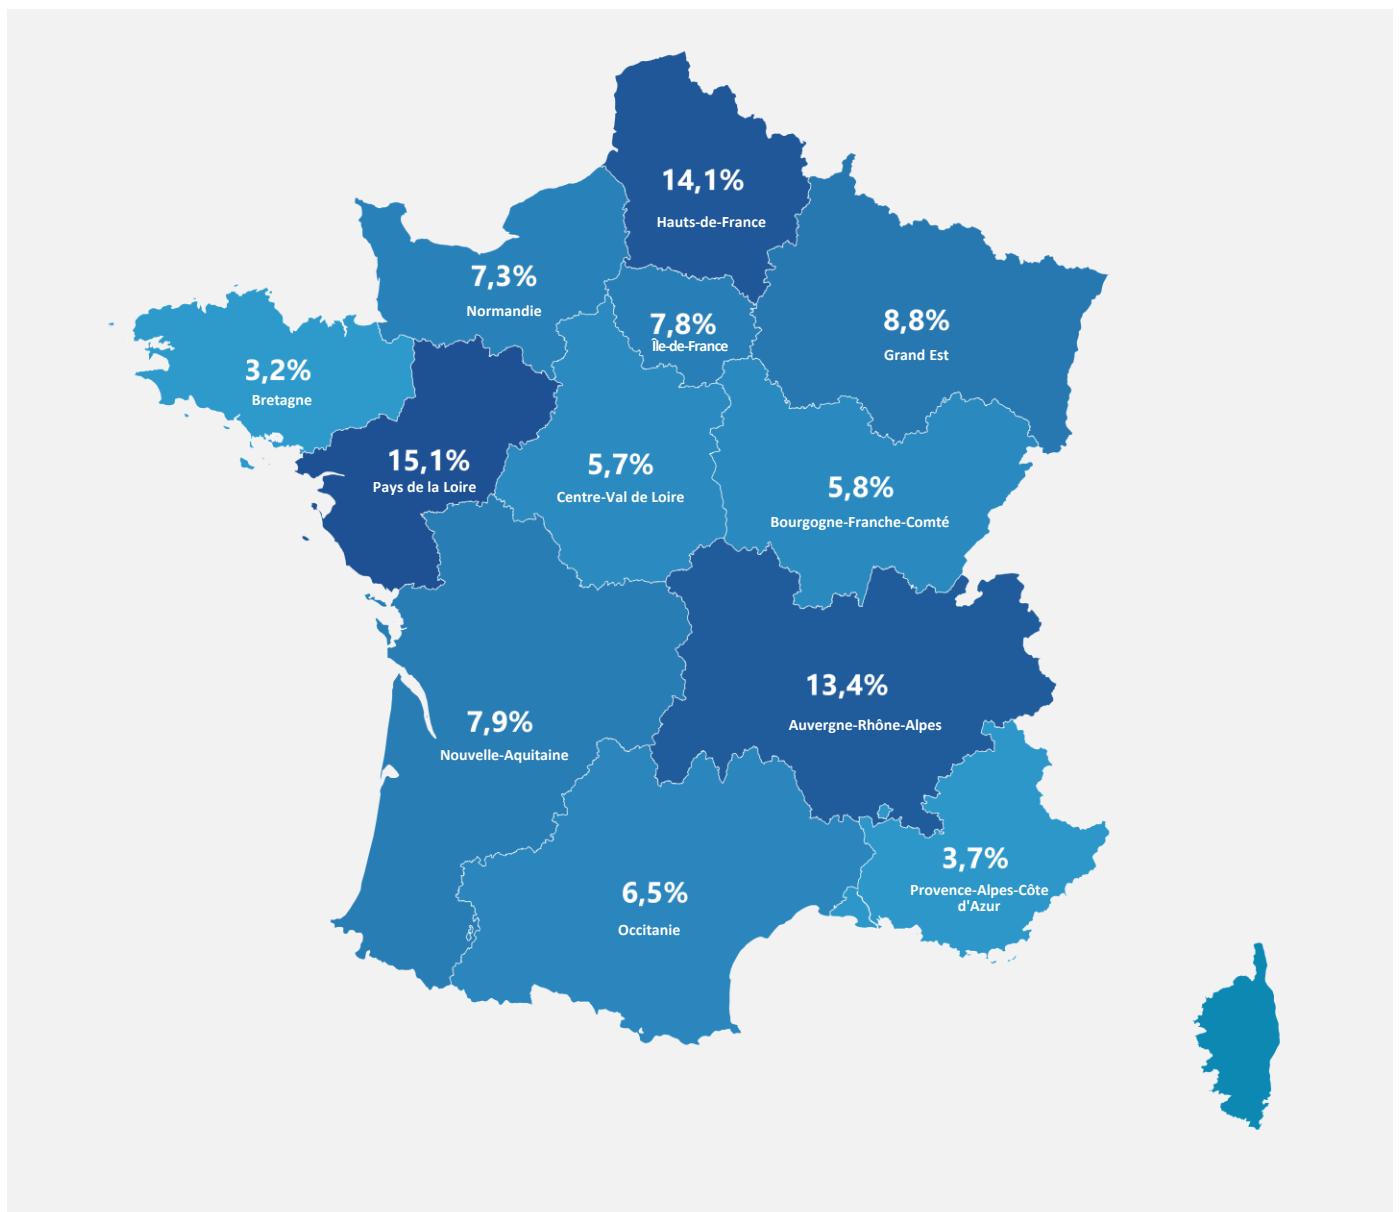 14,1%
Hauts-de-France
7,3%
Normandie
7,8%
Île-de-France
8,8%
Grand Est
3,2%
Bretagne
15,1%
Pays de la Loire
5,7%
Centre-Val de Loire
5,8%
Bourgogne-Franche-Comté
13,4%
Auvergne-Rhône-Alpes
7,9%
Nouvelle-Aquitaine
3,7%
Provence-Alpes-Côte
d'Azur
6,5%
Occitanie